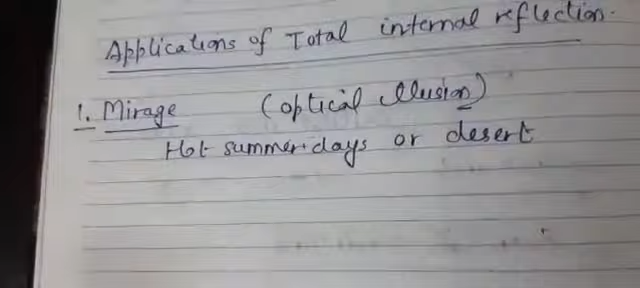 Applications of Total internal reflection.
1. Mirage (optical illusion)
Hot summer days or desert